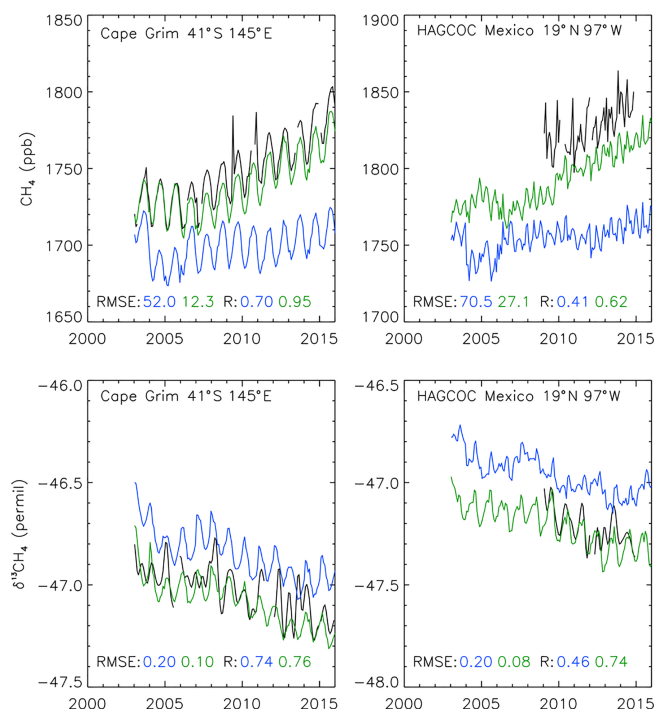 Cape Grim 41°S 145°E
HAGCOC Mexico 19°N 97°W
CH₄ (ppb)
1850
1800
1750
1700
1650
1900
1850
1800
1750
1700
RMSE: 52.0 12.3 R: 0.70 0.95
RMSE: 70.5 27.1 R: 0.41 0.62
2000 2005 2010 2015
2000 2005 2010 2015
Cape Grim 41°S 145°E
HAGCOC Mexico 19°N 97°W
δ¹³CH₄ (permil)
−46.0
−46.5
−47.0
−47.5
−46.5
−47.0
−47.5
−48.0
RMSE: 0.20 0.10 R: 0.74 0.76
RMSE: 0.20 0.08 R: 0.46 0.74
2000 2005 2010 2015
2000 2005 2010 2015